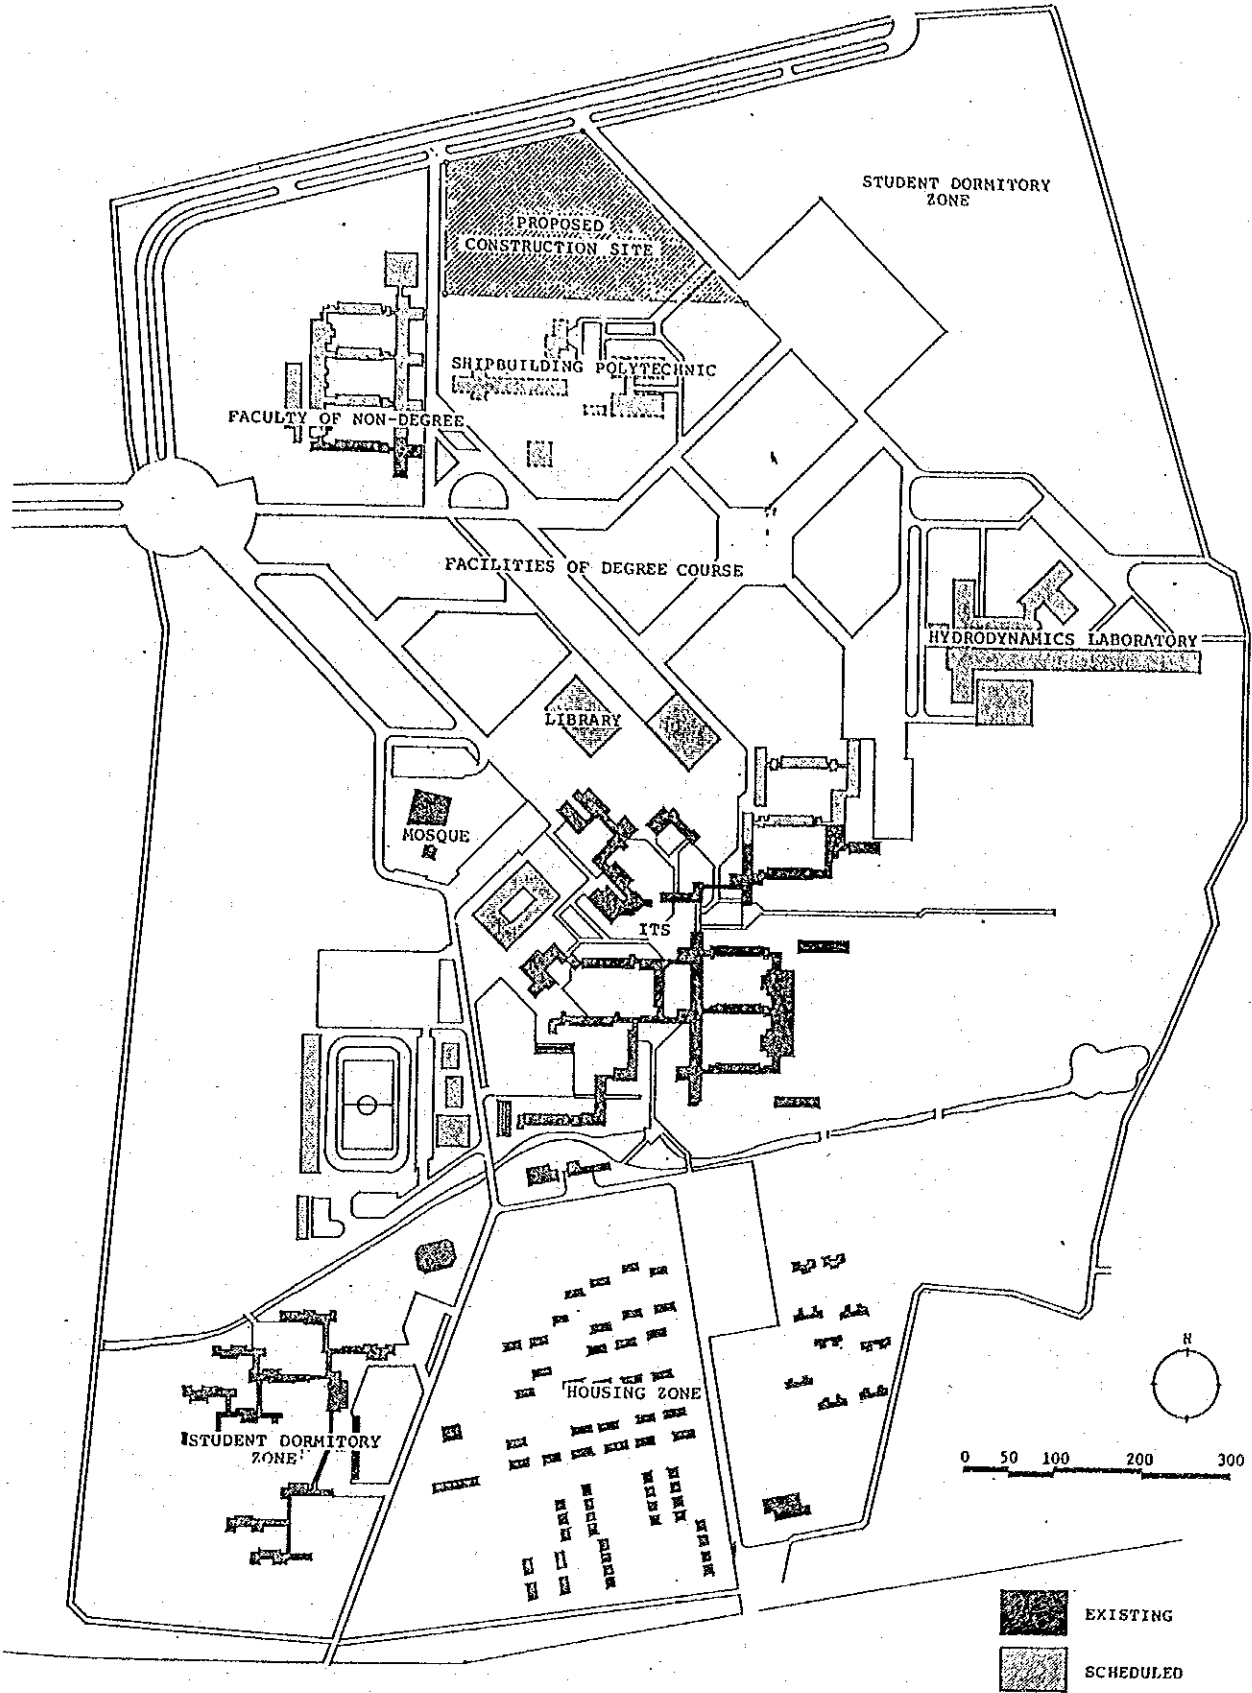 STUDENT DORMITORY
ZONE
PROPOSED
CONSTRUCTION SITE
SHIPBUILDING POLYTECHNIC
FACULTY OF NON-DEGREE
FACILITIES OF DEGREE COURSE
HYDRODYNAMICS LABORATORY
LIBRARY
MOSQUE
ITS
HOUSING ZONE
STUDENT DORMITORY
ZONE
N
0 50 100 200 300
EXISTING
SCHEDULED